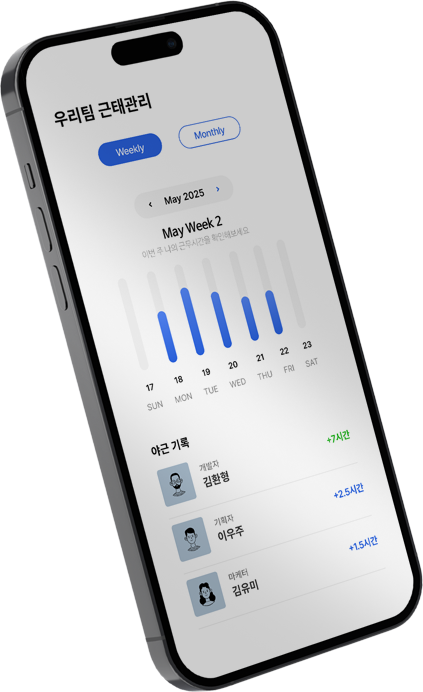 우리팀 근태관리
Weekly
Monthly
‹ May 2025 ›
May Week 2
이번 주 나의 근무시간을 확인해보세요
17 18 19 20 21 22 23
SUN MON TUE WED THU FRI SAT
야근 기록
개발자
김환형
+7시간
기획자
이우주
+2.5시간
마케터
김유미
+1.5시간